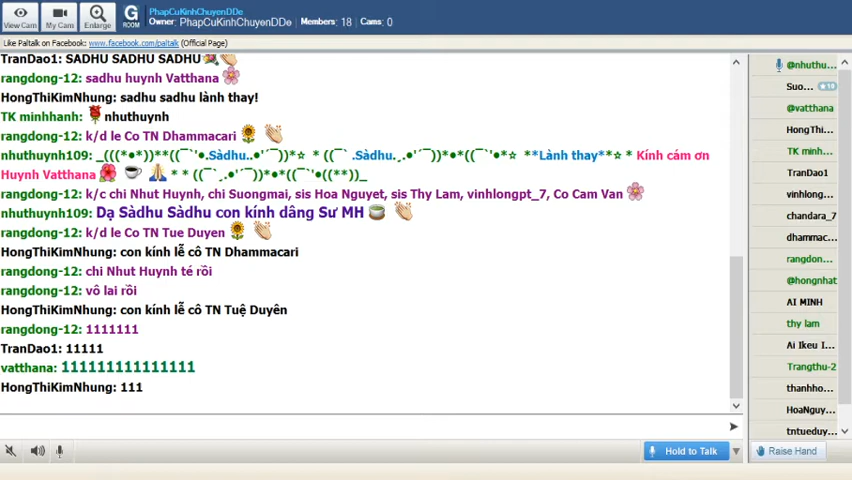 PhapCuKinhChuyenDDe
Owner: PhapCuKinhChuyenDDe Members: 18 Cams: 0
View Cam My Cam Enlarge G ROOM
Like Paltalk on Facebook: www.facebook.com/paltalk (Official Page)
TranDao1: SADHU SADHU SADHU
rangdong-12: sadhu huynh Vatthana
HongThiKimNhung: sadhu sadhu lành thay!
TK minhhanh: nhuthuynh
rangdong-12: k/d le Co TN Dhammacari
nhuthuynh109: _(((*•*))**((¯`'•.Sàdhu..•'´¯))*☆ * ((¯` .Sàdhu.¸.•'´¯))*•*((¯`'•☆ **Lành thay**☆ * Kính cám ơn
Huynh Vatthana * * ((¯`¸.•'´¯))*•*((¯`'•((**))_
rangdong-12: k/c chi Nhut Huynh, chi Suongmai, sis Hoa Nguyet, sis Thy Lam, vinhlongpt_7, Co Cam Van
nhuthuynh109: Dạ Sàdhu Sàdhu con kính dâng Sư MH
rangdong-12: k/d le Co TN Tue Duyen
HongThiKimNhung: con kính lễ cô TN Dhammacari
rangdong-12: chi Nhut Huynh té rồi
rangdong-12: vô lai rồi
HongThiKimNhung: con kính lễ cô TN Tuệ Duyên
rangdong-12: 1111111
TranDao1: 11111
vatthana: 111111111111111
HongThiKimNhung: 111
Hold to Talk
@nhuthu...
Suo... +10
@vatthana
HongThi...
TK minh...
TranDao1
vinhlong...
chandara_7
dhammac...
rangdon...
@hongnhat
AI MINH
thy lam
Ai Ikeu I...
Trangthu-2
thanhho...
HoaNguy...
tntueduy...
Raise Hand